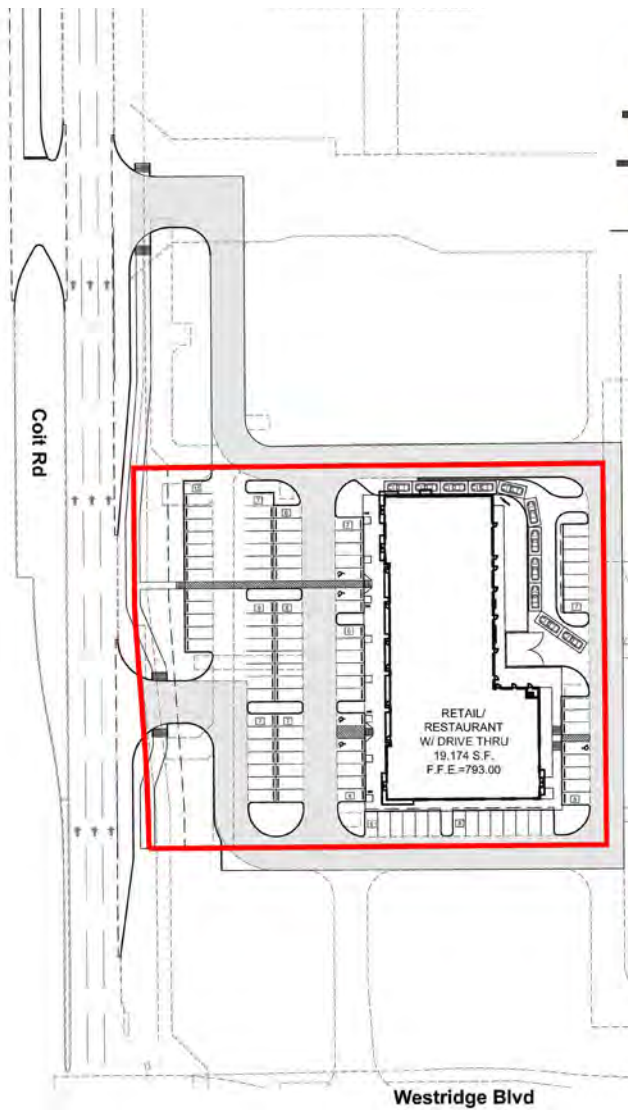 Coit Rd
RETAIL/
RESTAURANT
W/ DRIVE THRU
19,174 S.F.
F.F.E.=793.00
Westridge Blvd